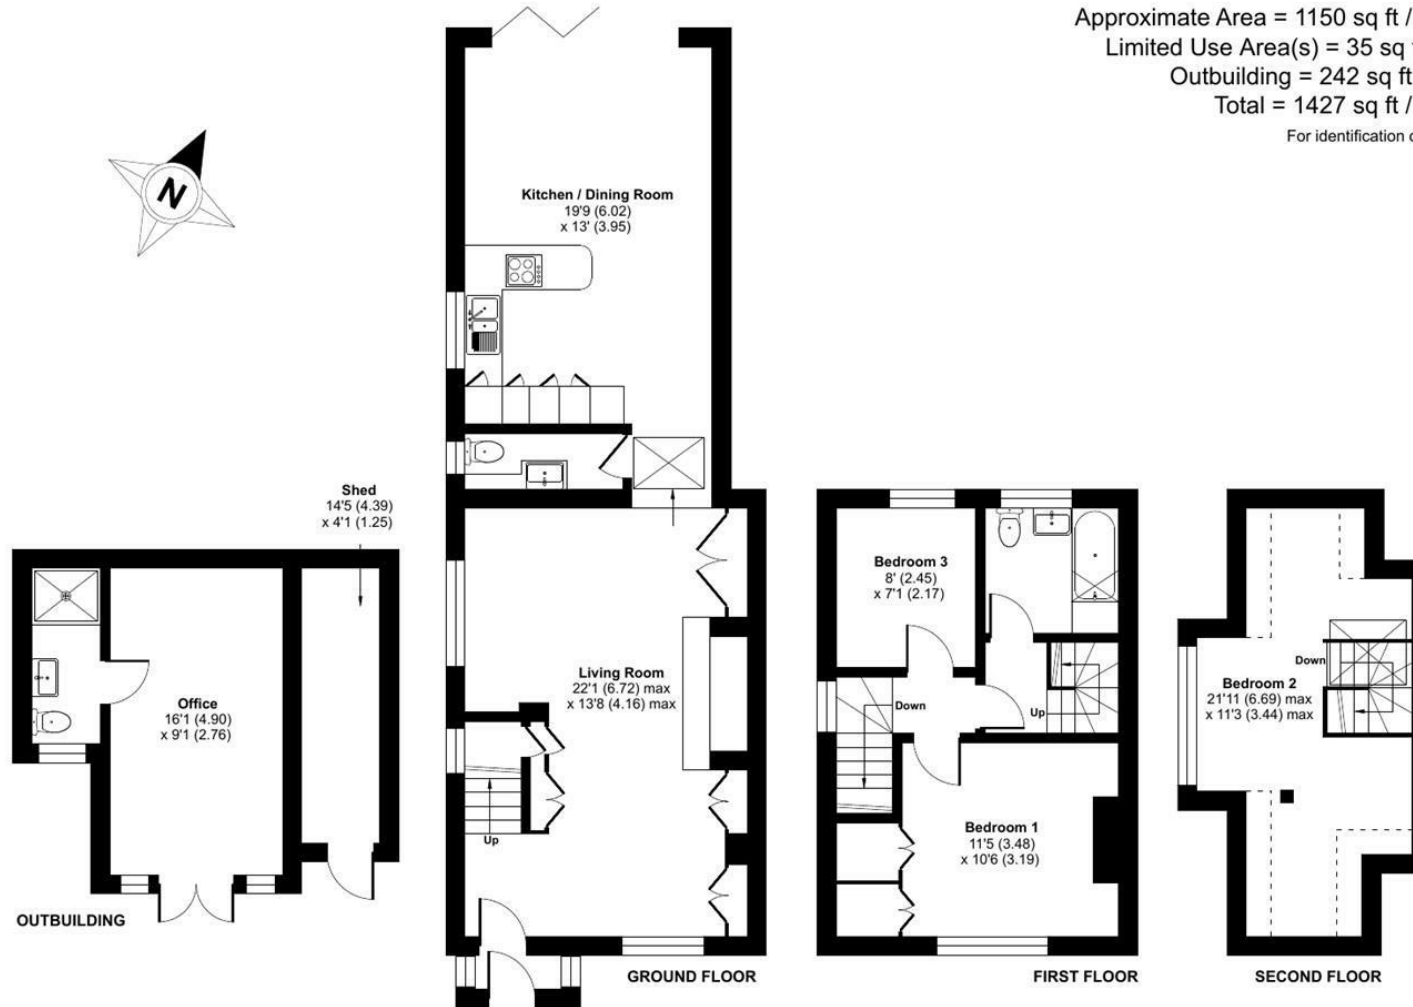 Approximate Area = 1150 sq ft /
Limited Use Area(s) = 35 sq
Outbuilding = 242 sq ft
Total = 1427 sq ft /
For identification
N
Kitchen / Dining Room
19'9 (6.02)
x 13' (3.95)
Shed
14'5 (4.39)
x 4'1 (1.25)
Office
16'1 (4.90)
x 9'1 (2.76)
OUTBUILDING
Living Room
22'1 (6.72) max
x 13'8 (4.16) max
Up
GROUND FLOOR
Bedroom 3
8' (2.45)
x 7'1 (2.17)
Down
Up
Bedroom 1
11'5 (3.48)
x 10'6 (3.19)
FIRST FLOOR
Down
Bedroom 2
21'11 (6.69) max
x 11'3 (3.44) max
SECOND FLOOR